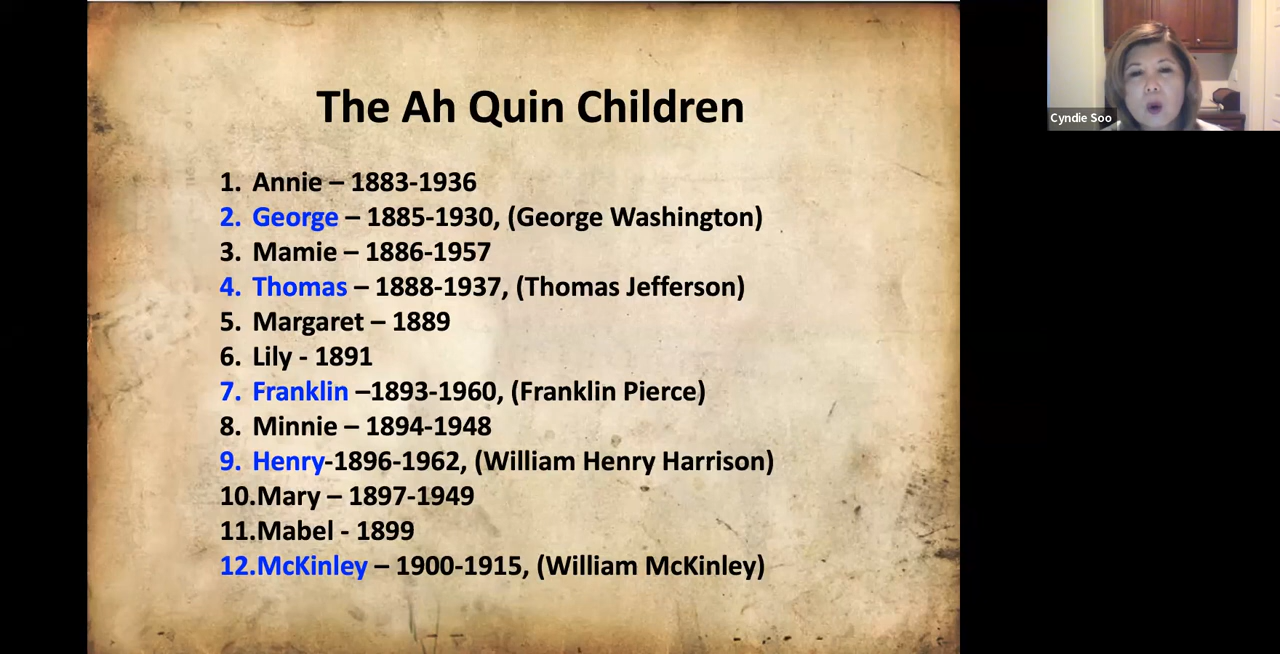 The Ah Quin Children
1. Annie – 1883-1936
2. George – 1885-1930, (George Washington)
3. Mamie – 1886-1957
4. Thomas – 1888-1937, (Thomas Jefferson)
5. Margaret – 1889
6. Lily - 1891
7. Franklin –1893-1960, (Franklin Pierce)
8. Minnie – 1894-1948
9. Henry-1896-1962, (William Henry Harrison)
10.Mary – 1897-1949
11.Mabel - 1899
12.McKinley – 1900-1915, (William McKinley)
Cyndie Soo